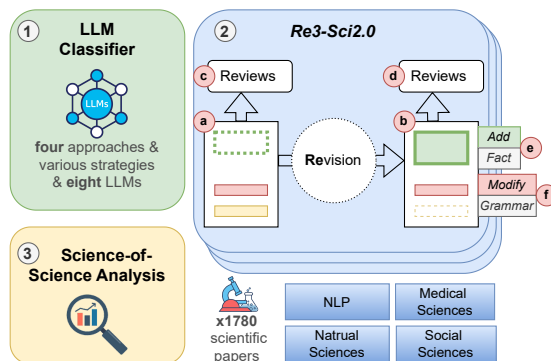 1
LLM
Classifier
LLMs
four approaches &
various strategies
& eight LLMs
3
Science-of-
Science Analysis
2
Re3-Sci2.0
c
Reviews
d
Reviews
a
b
Revision
Add
Fact
e
Modify
Grammar
f
x1780
scientific
papers
NLP
Medical
Sciences
Natrual
Sciences
Social
Sciences